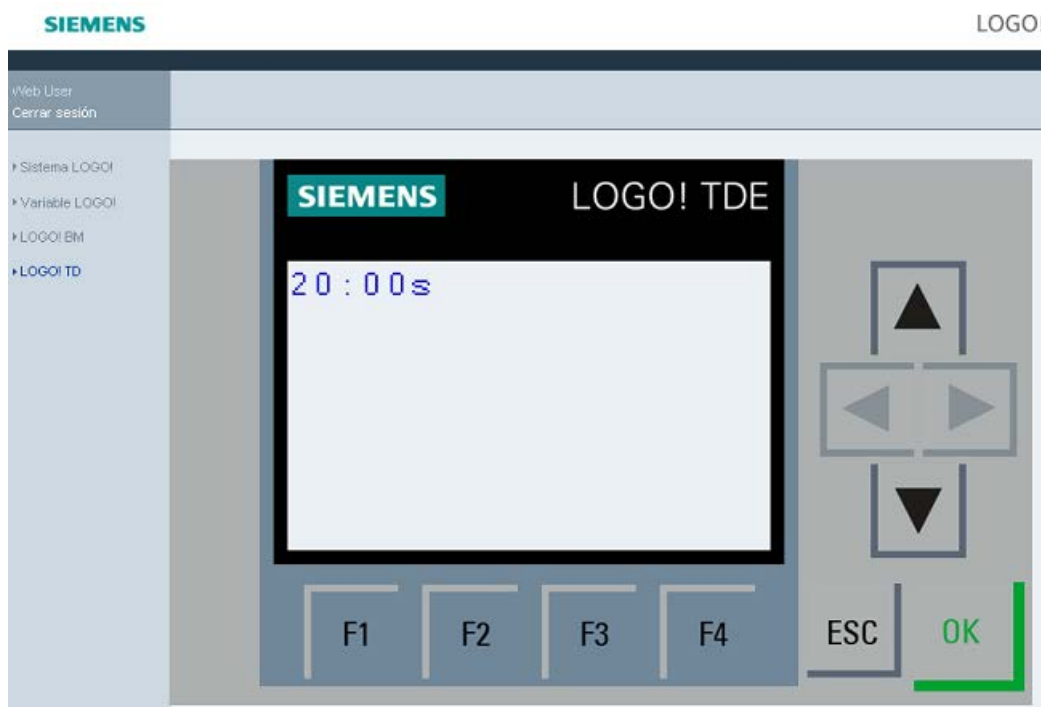 SIEMENS
LOGO!
Web User
Cerrar sesión
Sistema LOGO!
Variable LOGO!
LOGO! BM
LOGO! TD
SIEMENS LOGO! TDE
20:00s
F1 F2 F3 F4 ESC OK